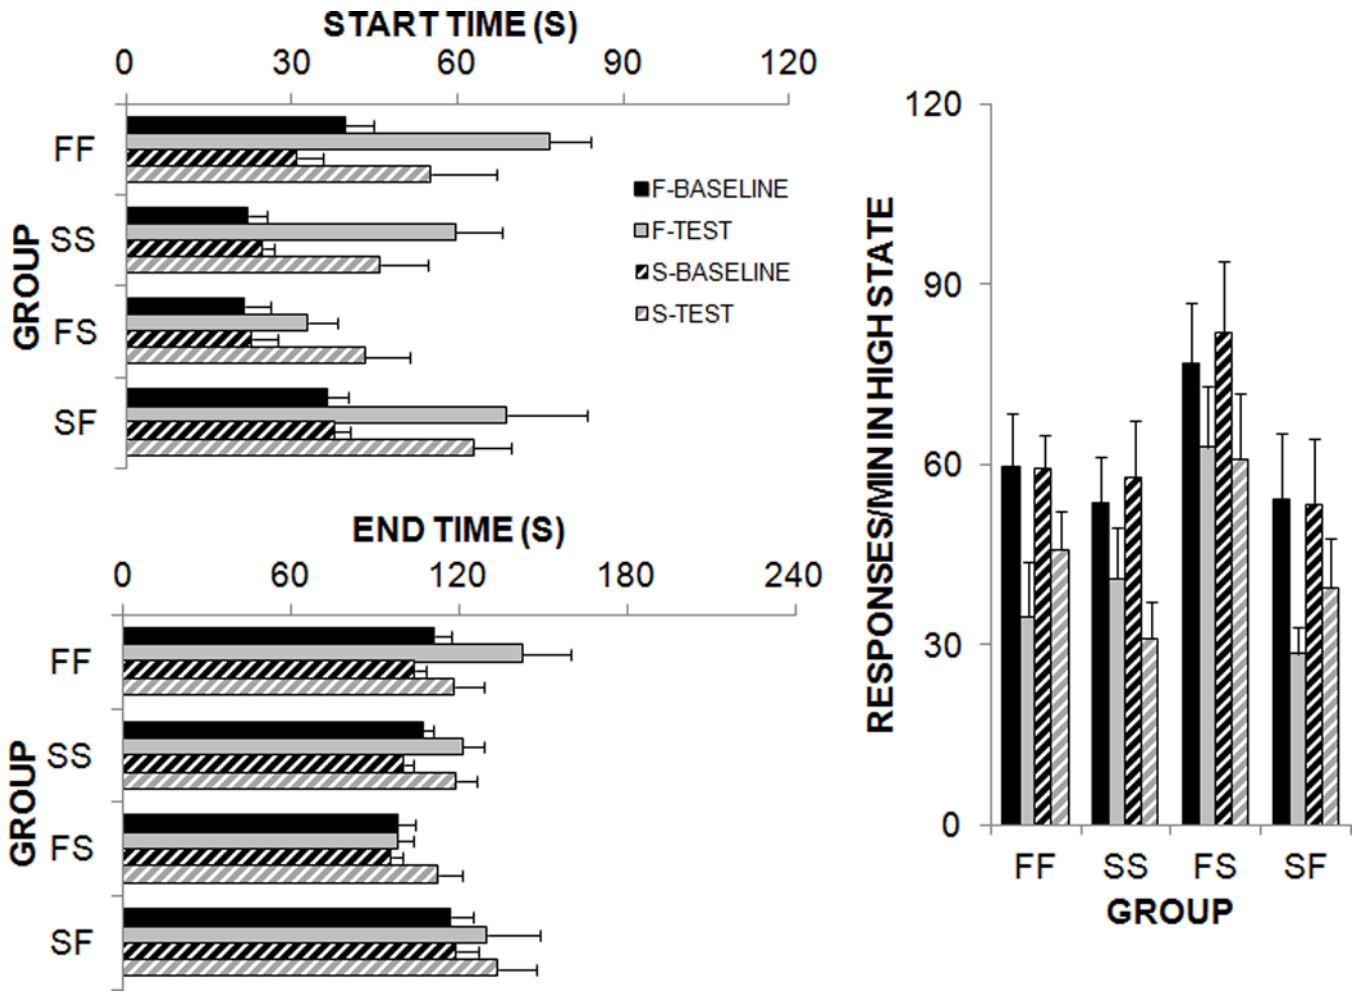 START TIME (S)
0 30 60 90 120
GROUP
FF
SS
FS
SF
F-BASELINE
F-TEST
S-BASELINE
S-TEST
END TIME (S)
0 60 120 180 240
GROUP
FF
SS
FS
SF
RESPONSES/MIN IN HIGH STATE
120
90
60
30
0
FF SS FS SF
GROUP